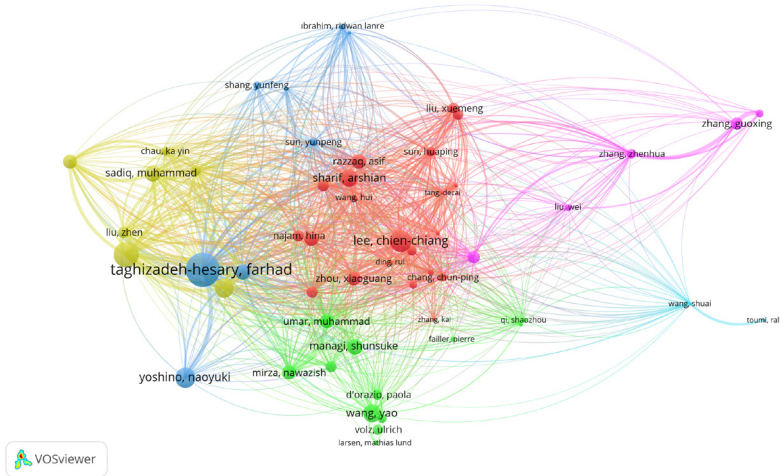 ibrahim, ridwan lanre
shang, yunfeng
liu, xuemeng
zhang, guoxing
sun, yunpeng
chau, ka yin
razzaq, asif
sun, huaping
zhang, zhenhua
sadiq, muhammad
sharif, arshian
wang, hui
tang, decai
liu, wei
liu, zhen
najam, hina
lee, chien-chiang
ding, rui
taghizadeh-hesary, farhad
zhou, xiaoguang
chang, chun-ping
wang, shuai
umar, muhammad
zhang, kai
qi, shaozhou
toumi, ral
managi, shunsuke
failler, pierre
yoshino, naoyuki
mirza, nawazish
d'orazio, paola
wang, yao
volz, ulrich
larsen, mathias lund
VOSviewer